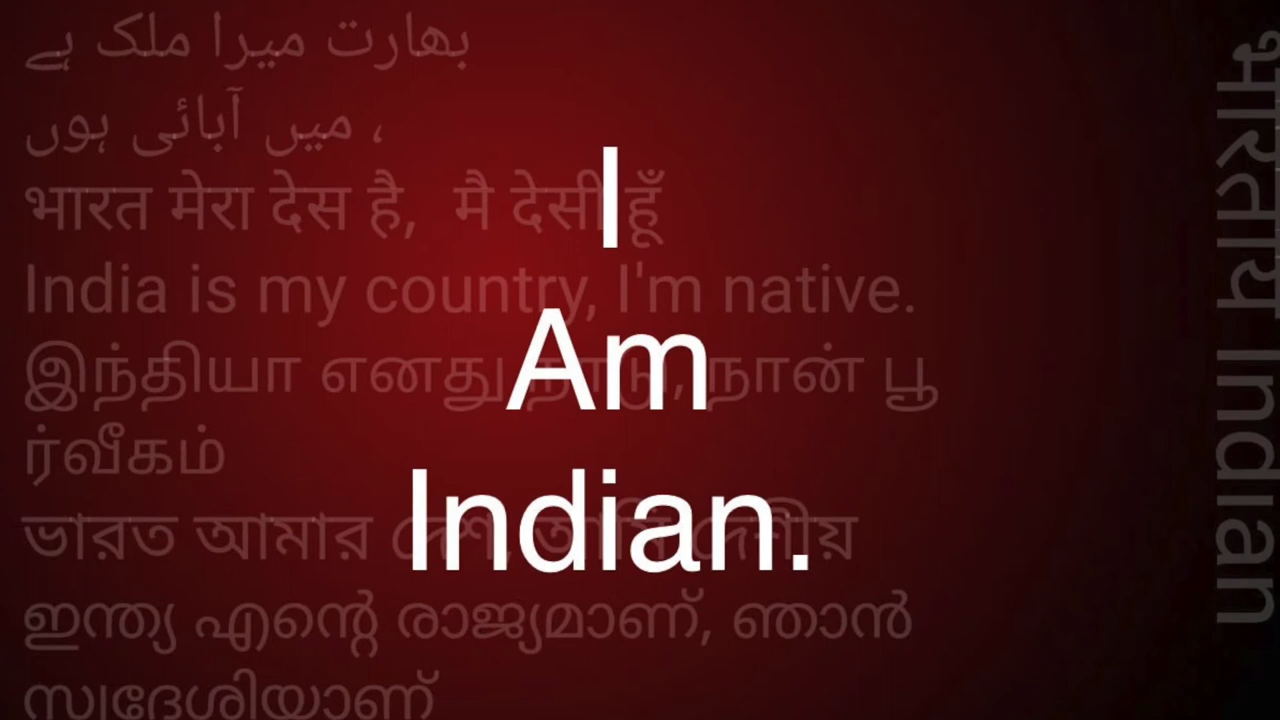 بھارت میرا ملک ہے
، میں آبائی ہوں
भारत मेरा देस है, मै देसी हूँ
India is my country, I'm native.
இந்தியா எனது நாடு, நான் பூ
ர்வீகம்
ভারত আমার দেশ, আমি দেশীয়
ഇന്ത്യ എന്റെ രാജ്യമാണ്, ഞാൻ
സ്വദേശിയാണ്
I
Am
Indian.
भारतीय Indian